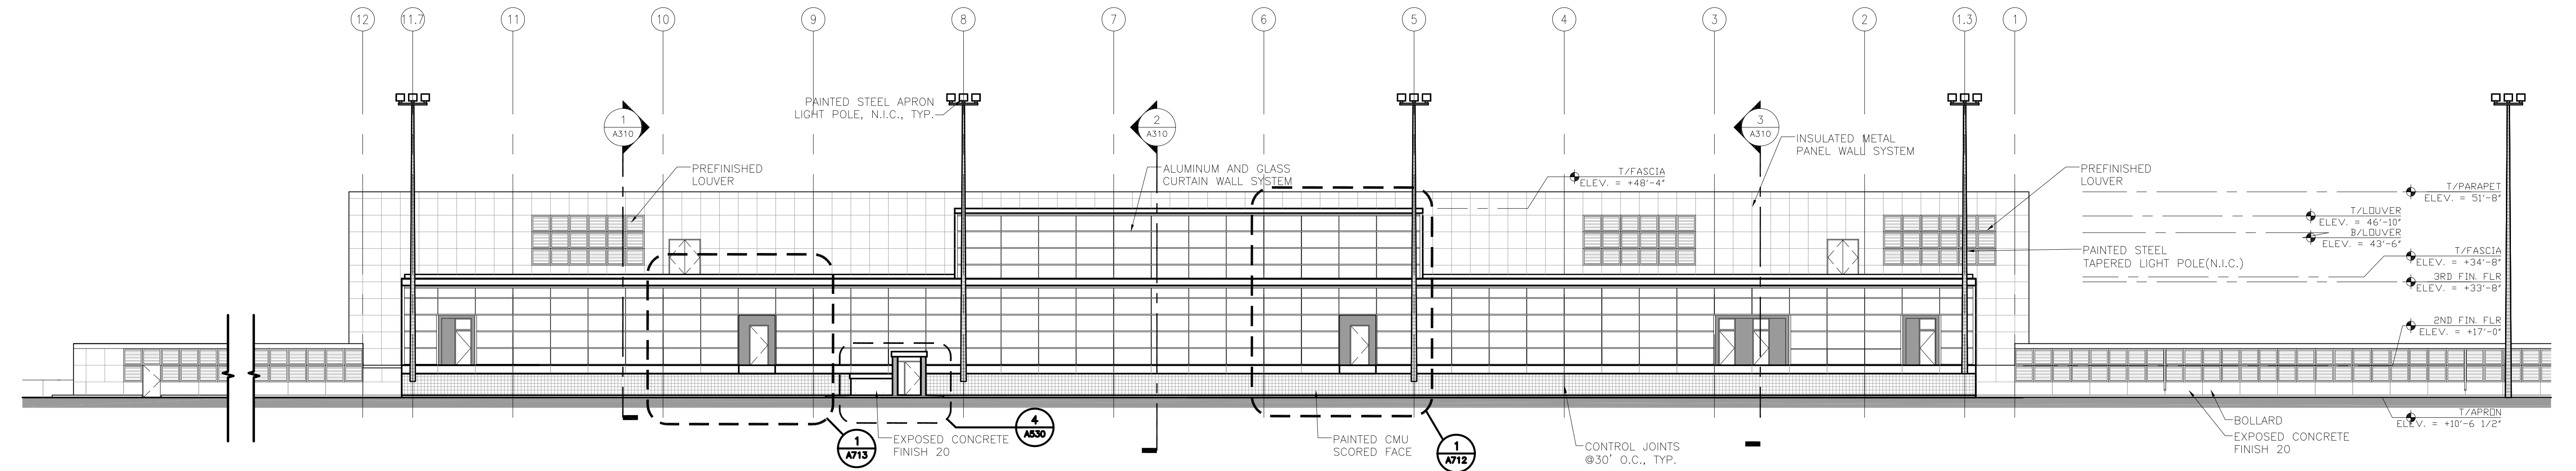 12
11.7
11
10
9
8
7
6
5
4
3
2
1.3
1
PAINTED STEEL APRON
LIGHT POLE, N.I.C., TYP.
1
A310
2
A310
3
A310
INSULATED METAL
PANEL WALL SYSTEM
PREFINISHED
LOUVER
ALUMINUM AND GLASS
CURTAIN WALL SYSTEM
T/FASCIA
ELEV. = +48'-4"
PREFINISHED
LOUVER
T/PARAPET
ELEV. = 51'-8"
T/LOUVER
ELEV. = 46'-10"
B/LOUVER
ELEV. = 43'-6"
PAINTED STEEL
TAPERED LIGHT POLE(N.I.C.)
T/FASCIA
ELEV. = +34'-8"
3RD FIN. FLR
ELEV. = +33'-8"
2ND FIN. FLR
ELEV. = +17'-0"
T/APRON
ELEV. = +10'-6 1/2"
BOLLARD
EXPOSED CONCRETE
FINISH 20
1
A713
EXPOSED CONCRETE
FINISH 20
4
A530
PAINTED CMU
SCORED FACE
1
A712
CONTROL JOINTS
@30' O.C., TYP.